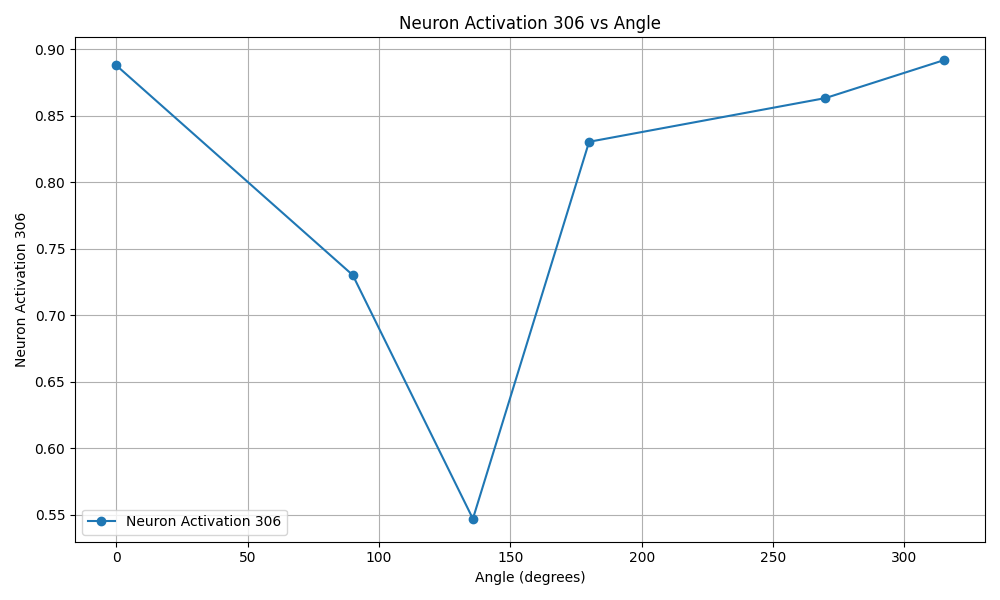 Neuron Activation 306 vs Angle
0.90
0.85
0.80
0.75
0.70
0.65
0.60
0.55
Neuron Activation 306
Neuron Activation 306
0 50 100 150 200 250 300
Angle (degrees)